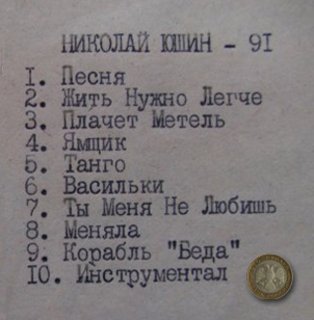 НИКОЛАЙ ЮШИН - 91
1. Песня
2. Жить Нужно Легче
3. Плачет Метель
4. Ямщик
5. Танго
6. Васильки
7. Ты Меня Не Любишь
8. Меняла
9. Корабль "Беда"
10. Инструментал